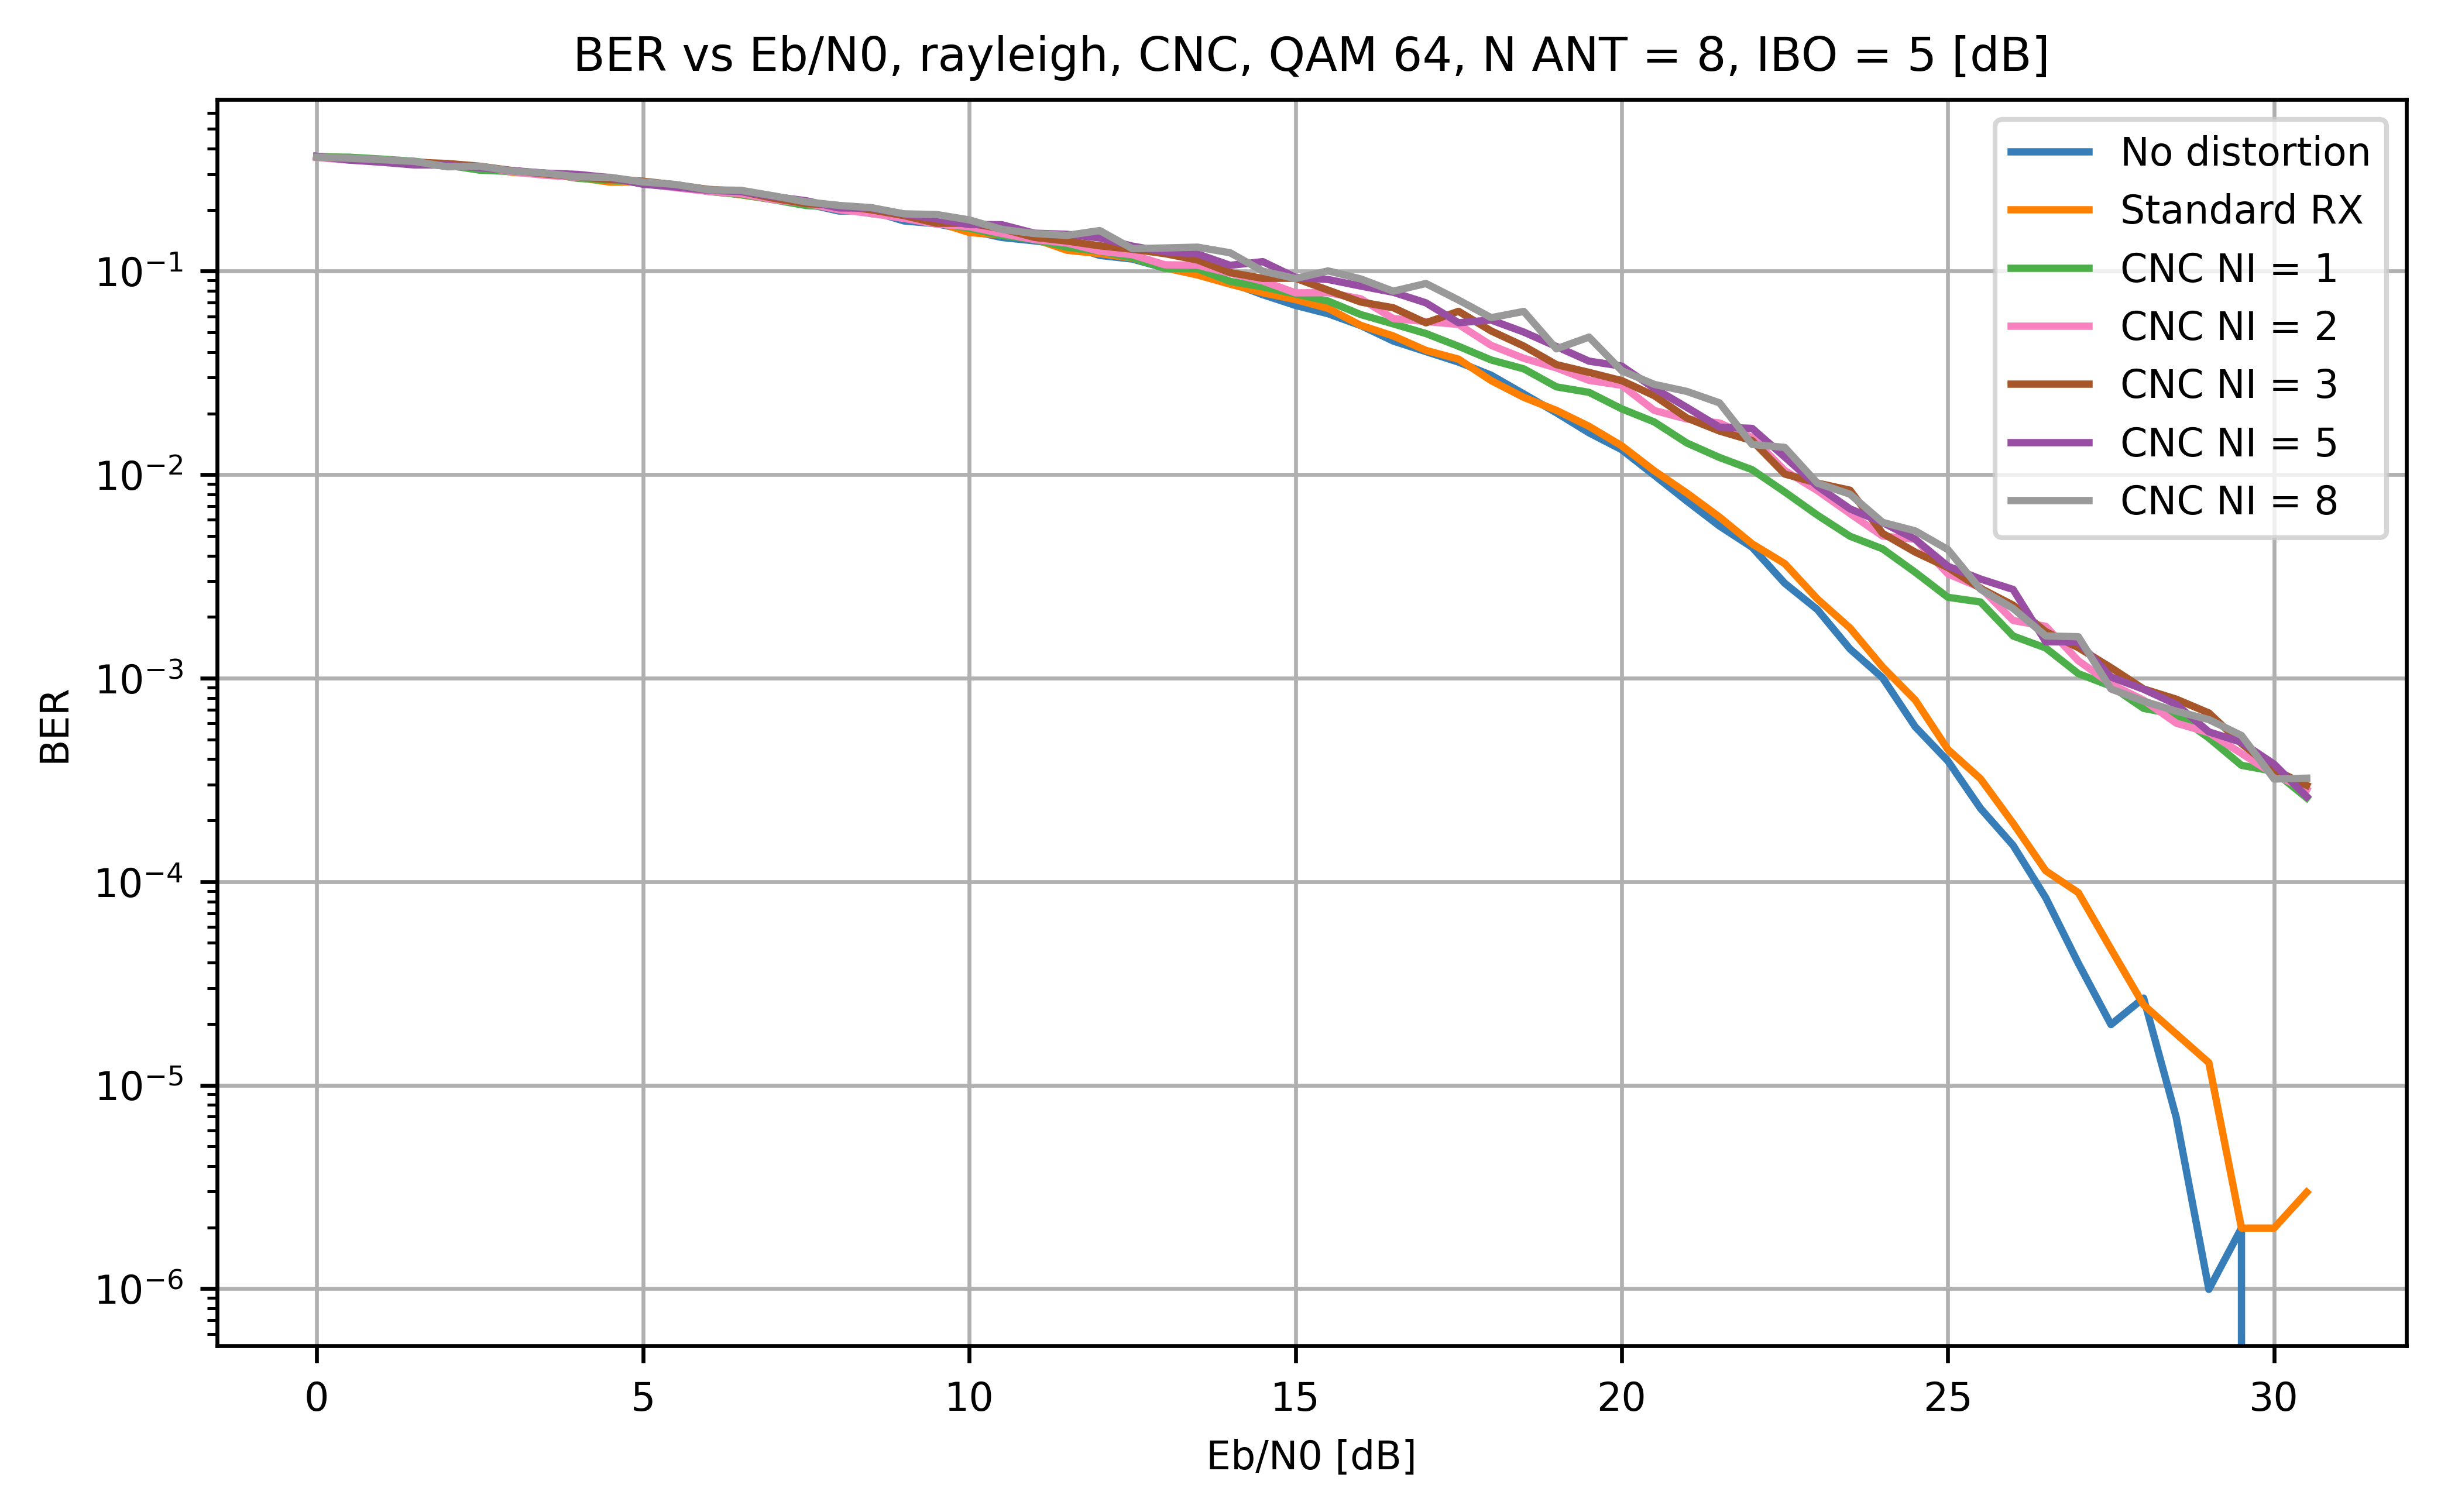 BER vs Eb/N0, rayleigh, CNC, QAM 64, N ANT = 8, IBO = 5 [dB]
No distortion
Standard RX
CNC NI = 1
CNC NI = 2
CNC NI = 3
CNC NI = 5
CNC NI = 8
BER
10⁻¹
10⁻²
10⁻³
10⁻⁴
10⁻⁵
10⁻⁶
0 5 10 15 20 25 30
Eb/N0 [dB]